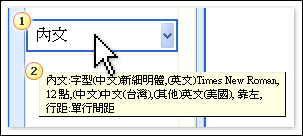 1
內文
2
內文:字型(中文)新細明體,(英文)Times New Roman,
12 點,(中文)中文(台灣),(其他)英文(美國), 靠左,
行距:單行間距